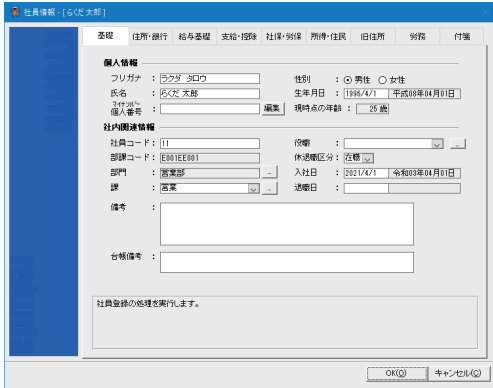 社員情報 - [らくだ 太郎]
基礎 住所・銀行 給与基礎 支給・控除 社保・労保 所得・住民 旧住所 労務 付箋
個人情報
フリガナ : ラクダ タロウ 性別 : 男性 女性
氏名 : らくだ 太郎 生年月日 : 1996/4/1 平成08年04月01日
マイナンバー 個人番号 : 編集 現時点の年齢 : 25 歳
社内関連情報
社員コード : 11 役職 : ..
部課コード : E001EE001 休退職区分 : 在職
部門 : 営業部 .. 入社日 : 2021/4/1 令和03年04月01日
課 : 営業 .. 退職日 :
備考 :
台帳備考 :
社員登録の処理を実行します。
OK(O) キャンセル(C)